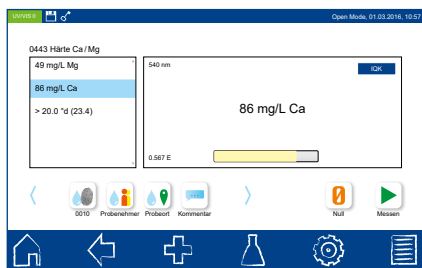 UV/VIS II
Open Mode, 01.03.2016, 10:57
0443 Härte Ca / Mg
49 mg/L Mg
86 mg/L Ca
> 20.0 °d (23.4)
540 nm
IQK
86 mg/L Ca
0.567 E
0010 Probenehmer Probeort Kommentar Null Messen